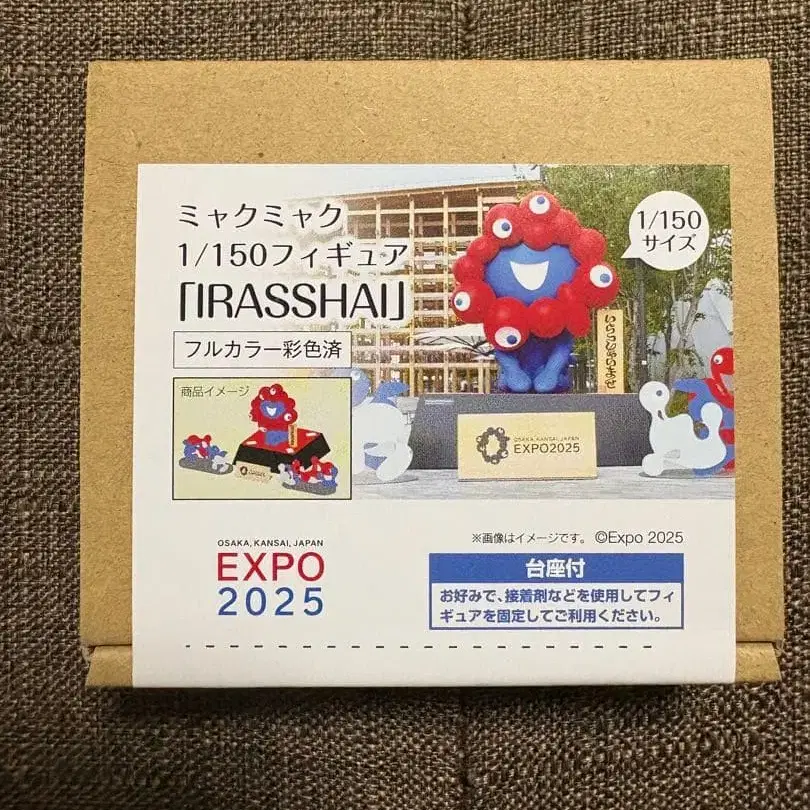 ミャクミャク
1/150フィギュア
「IRASSHAI」
フルカラー彩色済
1/150
サイズ
いらっしゃいませ
商品イメージ
OSAKA, KANSAI, JAPAN
EXPO2025
OSAKA, KANSAI, JAPAN
EXPO
2025
※画像はイメージです。 ©Expo 2025
台座付
お好みで、接着剤などを使用してフィ
ギュアを固定してご利用ください。